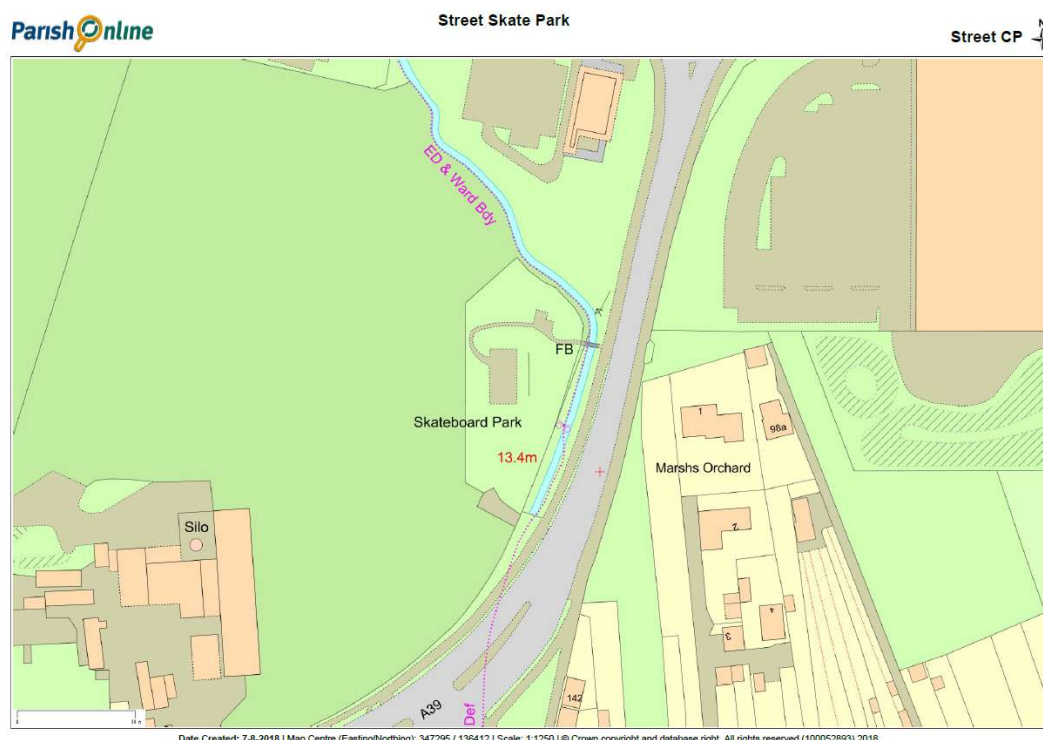 Parish Online
Street Skate Park
Street CP
N
ED & Ward Bdy
FB
Skateboard Park
13.4m
1
98a
Marshs Orchard
Silo
2
4
3
142
A39
Def
Date Created: 7-8-2018 | Map Centre (Easting/Northing): 347295 / 136412 | Scale: 1:1250 | © Crown copyright and database right. All rights reserved (100052893) 2018